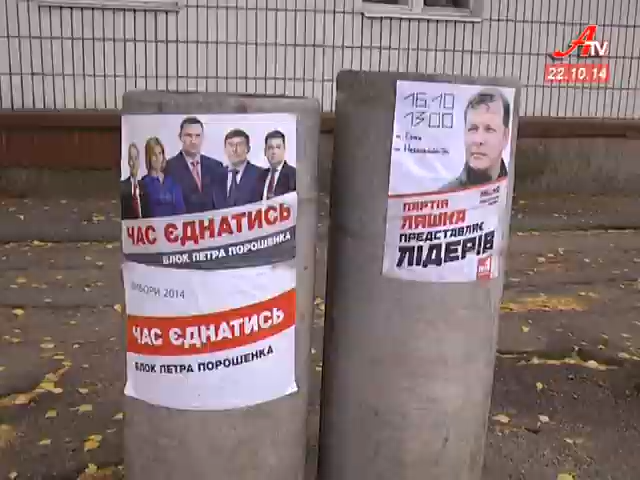 ATV
22.10.14
ЧАС ЄДНАТИСЬ
БЛОК ПЕТРА ПОРОШЕНКА
ВИБОРИ 2014
ЧАС ЄДНАТИСЬ
БЛОК ПЕТРА ПОРОШЕНКА
16.10
13:00
ПАРТІЯ
ЛЯШКА
ПРЕДСТАВЛЯЄ
ЛІДЕРІВ
№1